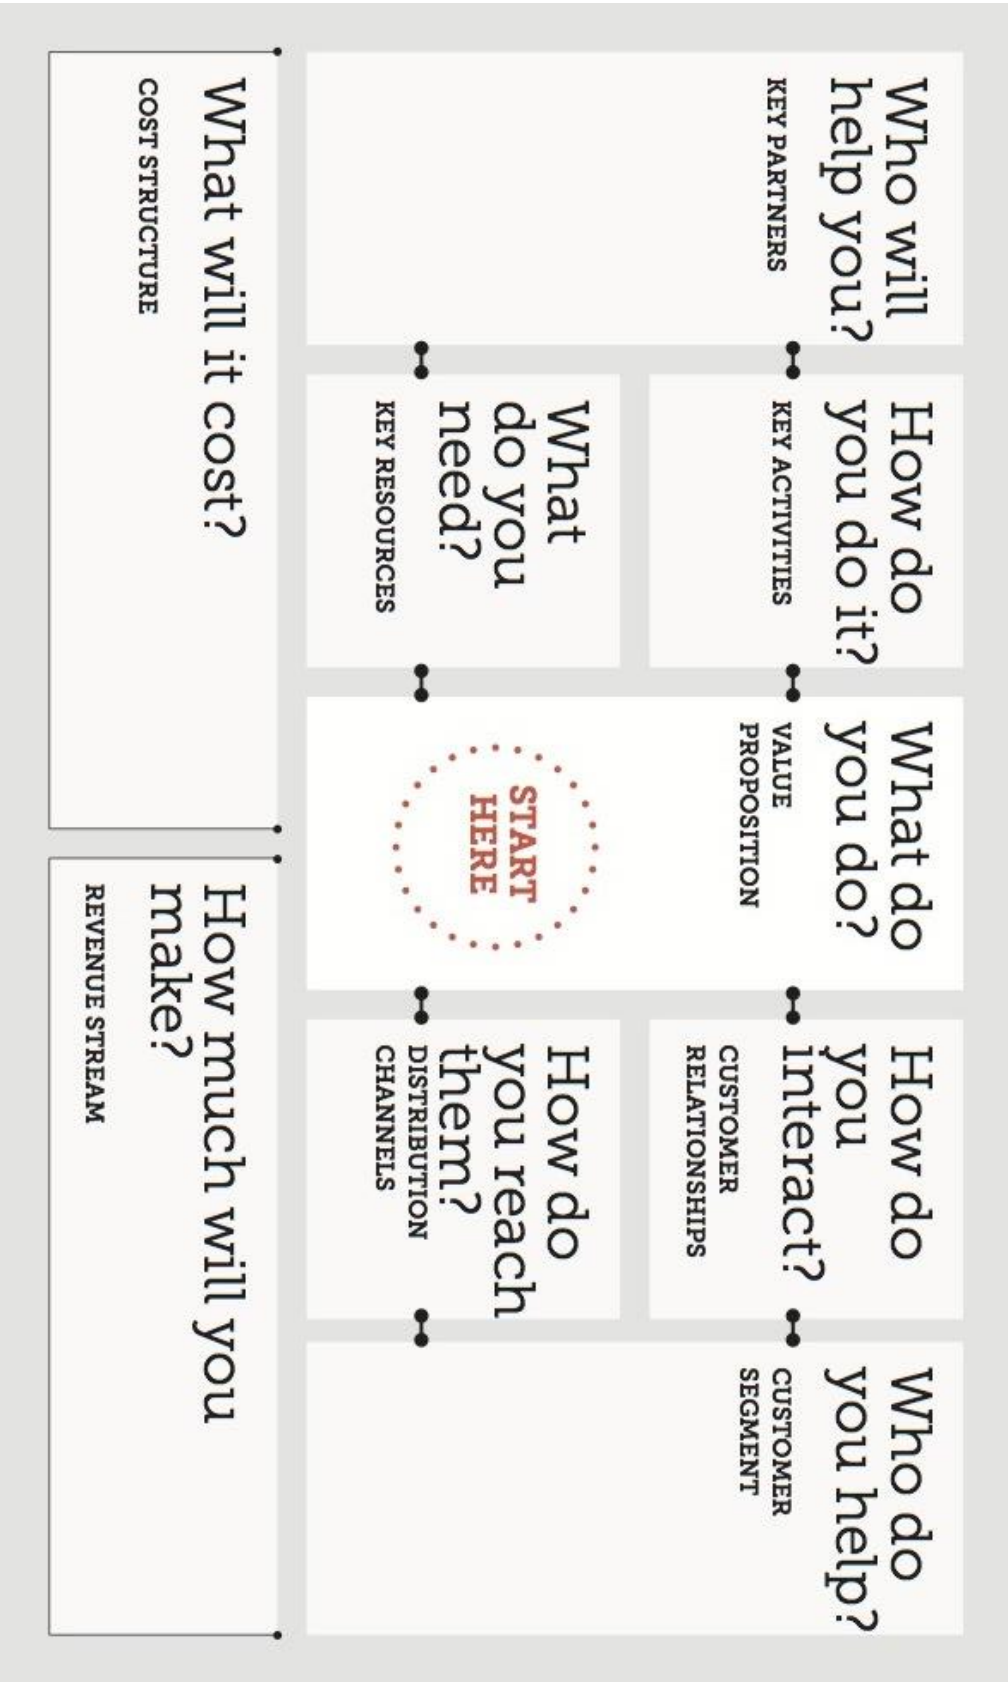 Who will
help you?
KEY PARTNERS
How do
you do it?
KEY ACTIVITIES
What
do you
need?
KEY RESOURCES
What do
you do?
VALUE
PROPOSITION
START
HERE
How do
you
interact?
CUSTOMER
RELATIONSHIPS
How do
you reach
them?
DISTRIBUTION
CHANNELS
Who do
you help?
CUSTOMER
SEGMENT
What will it cost?
COST STRUCTURE
How much will you
make?
REVENUE STREAM